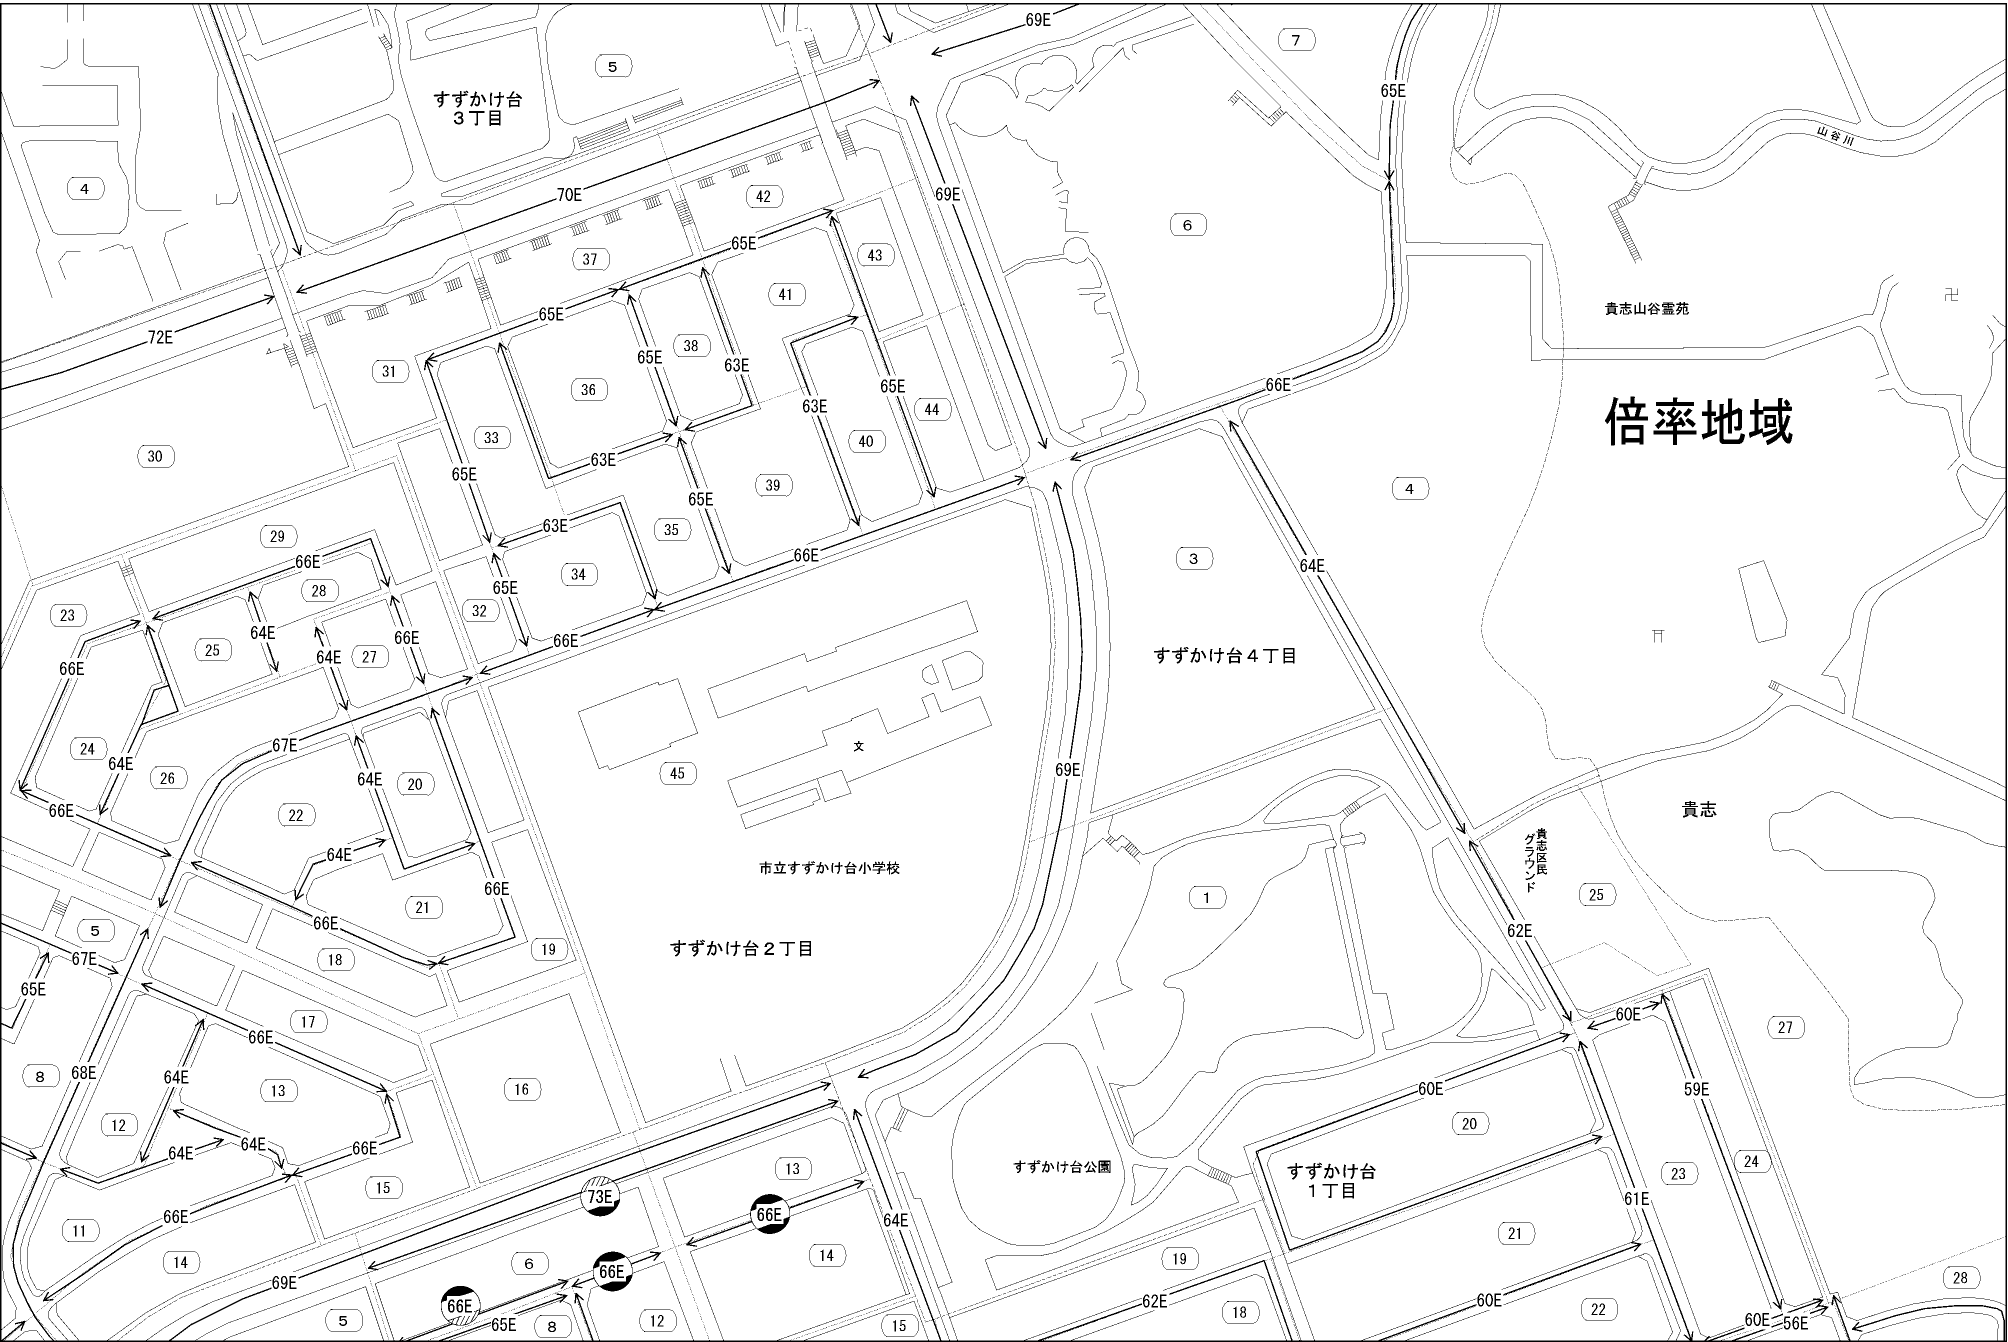 69E
7
5
65E
すずかけ台
3丁目
山谷川
4
70E
69E
42
6
65E
43
37
41
貴志山谷霊苑
65E
72E
38
65E
31
63E
36
66E
65E
倍率地域
63E
44
33
40
30
63E
65E
39
4
65E
63E
35
29
66E
3
66E
64E
34
65E
28
32
23
64E
66E
66E
25
27
64E
すずかけ台4丁目
66E
67E
24
文
64E
26
45
69E
64E
20
66E
22
貴志
貴志区民
グラウンド
64E
市立すずかけ台小学校
66E
1
25
21
66E
5
62E
すずかけ台2丁目
19
18
67E
65E
60E
17
27
66E
68E
64E
8
13
16
60E
59E
12
20
64E
66E
64E
24
13
すずかけ台公園
すずかけ台
1丁目
23
15
73E
61E
66E
66E
64E
11
21
14
14
19
6
66E
69E
28
66E
62E
60E
22
18
5
65E
8
12
15
60E
56E